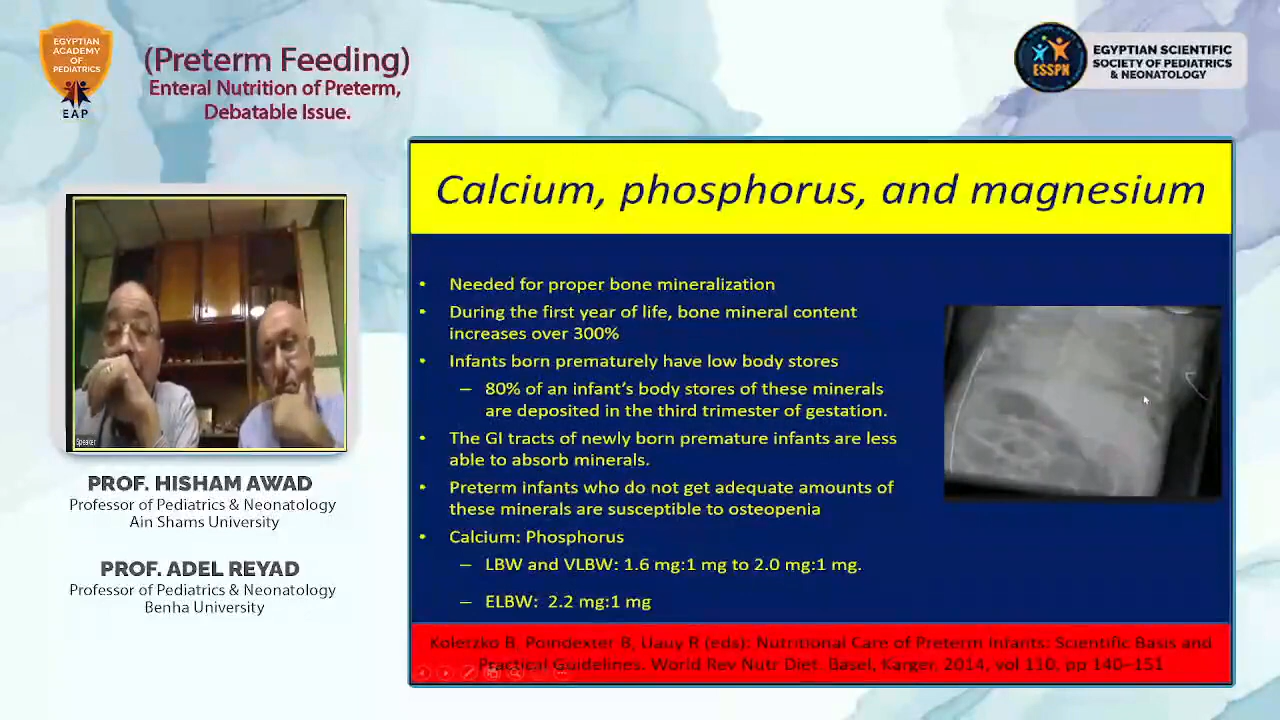 EGYPTIAN
ACADEMY
OF
PEDIATRICS
EAP
(Preterm Feeding)
Enteral Nutrition of Preterm,
Debatable Issue.
ESSPN
EGYPTIAN SCIENTIFIC
SOCIETY OF PEDIATRICS
& NEONATOLOGY
Speaker
PROF. HISHAM AWAD
Professor of Pediatrics & Neonatology
Ain Shams University
PROF. ADEL REYAD
Professor of Pediatrics & Neonatology
Benha University
Calcium, phosphorus, and magnesium
• Needed for proper bone mineralization
• During the first year of life, bone mineral content
increases over 300%
• Infants born prematurely have low body stores
– 80% of an infant's body stores of these minerals
are deposited in the third trimester of gestation.
• The GI tracts of newly born premature infants are less
able to absorb minerals.
• Preterm infants who do not get adequate amounts of
these minerals are susceptible to osteopenia
• Calcium: Phosphorus
– LBW and VLBW: 1.6 mg:1 mg to 2.0 mg:1 mg.
– ELBW: 2.2 mg:1 mg
Koletzko B, Poindexter B, Uauy R (eds): Nutritional Care of Preterm Infants: Scientific Basis and
Practical Guidelines. World Rev Nutr Diet. Basel, Karger, 2014, vol 110, pp 140–151